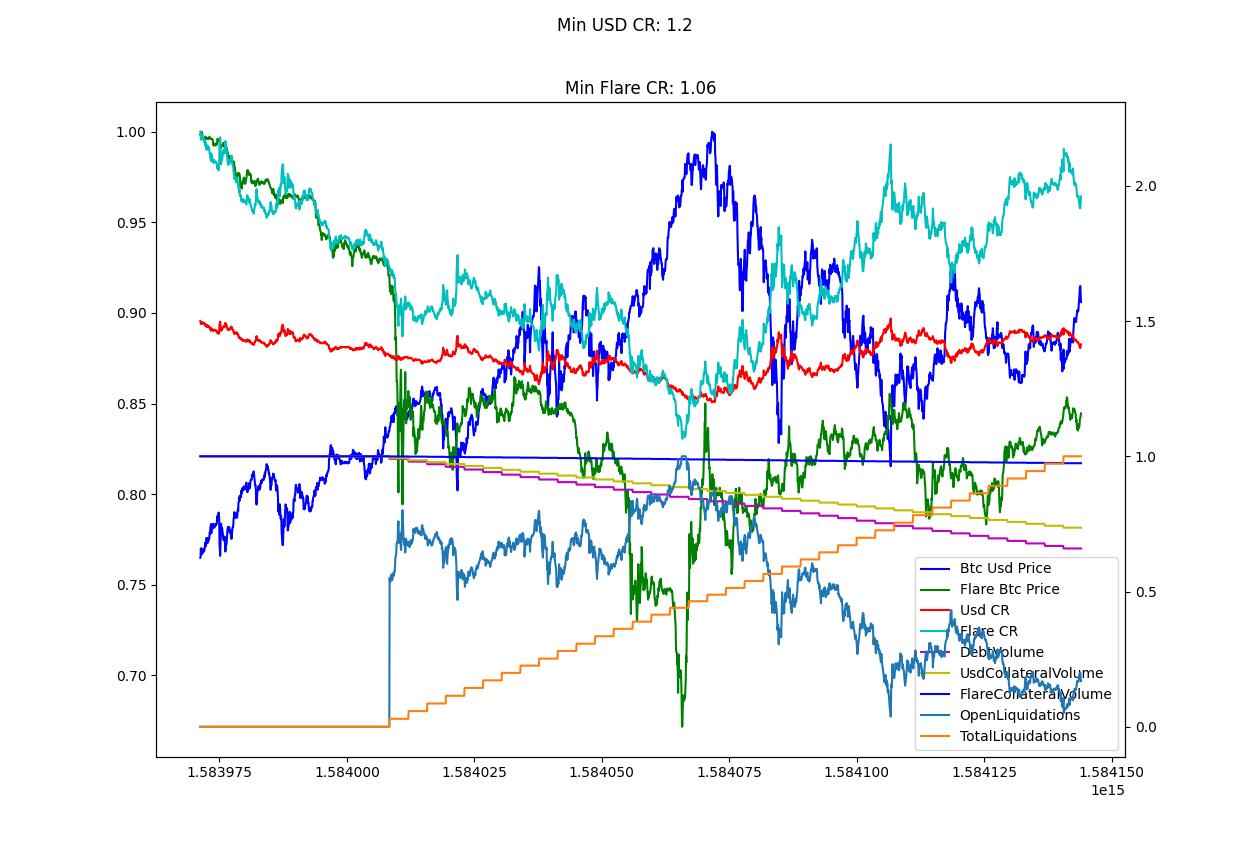 Min USD CR: 1.2
Min Flare CR: 1.06
1.00
0.95
0.90
0.85
0.80
0.75
0.70
2.0
1.5
1.0
0.5
0.0
Btc Usd Price
Flare Btc Price
Usd CR
Flare CR
DebtVolume
UsdCollateralVolume
FlareCollateralVolume
OpenLiquidations
TotalLiquidations
1.583975 1.584000 1.584025 1.584050 1.584075 1.584100 1.584125 1.584150
1e15